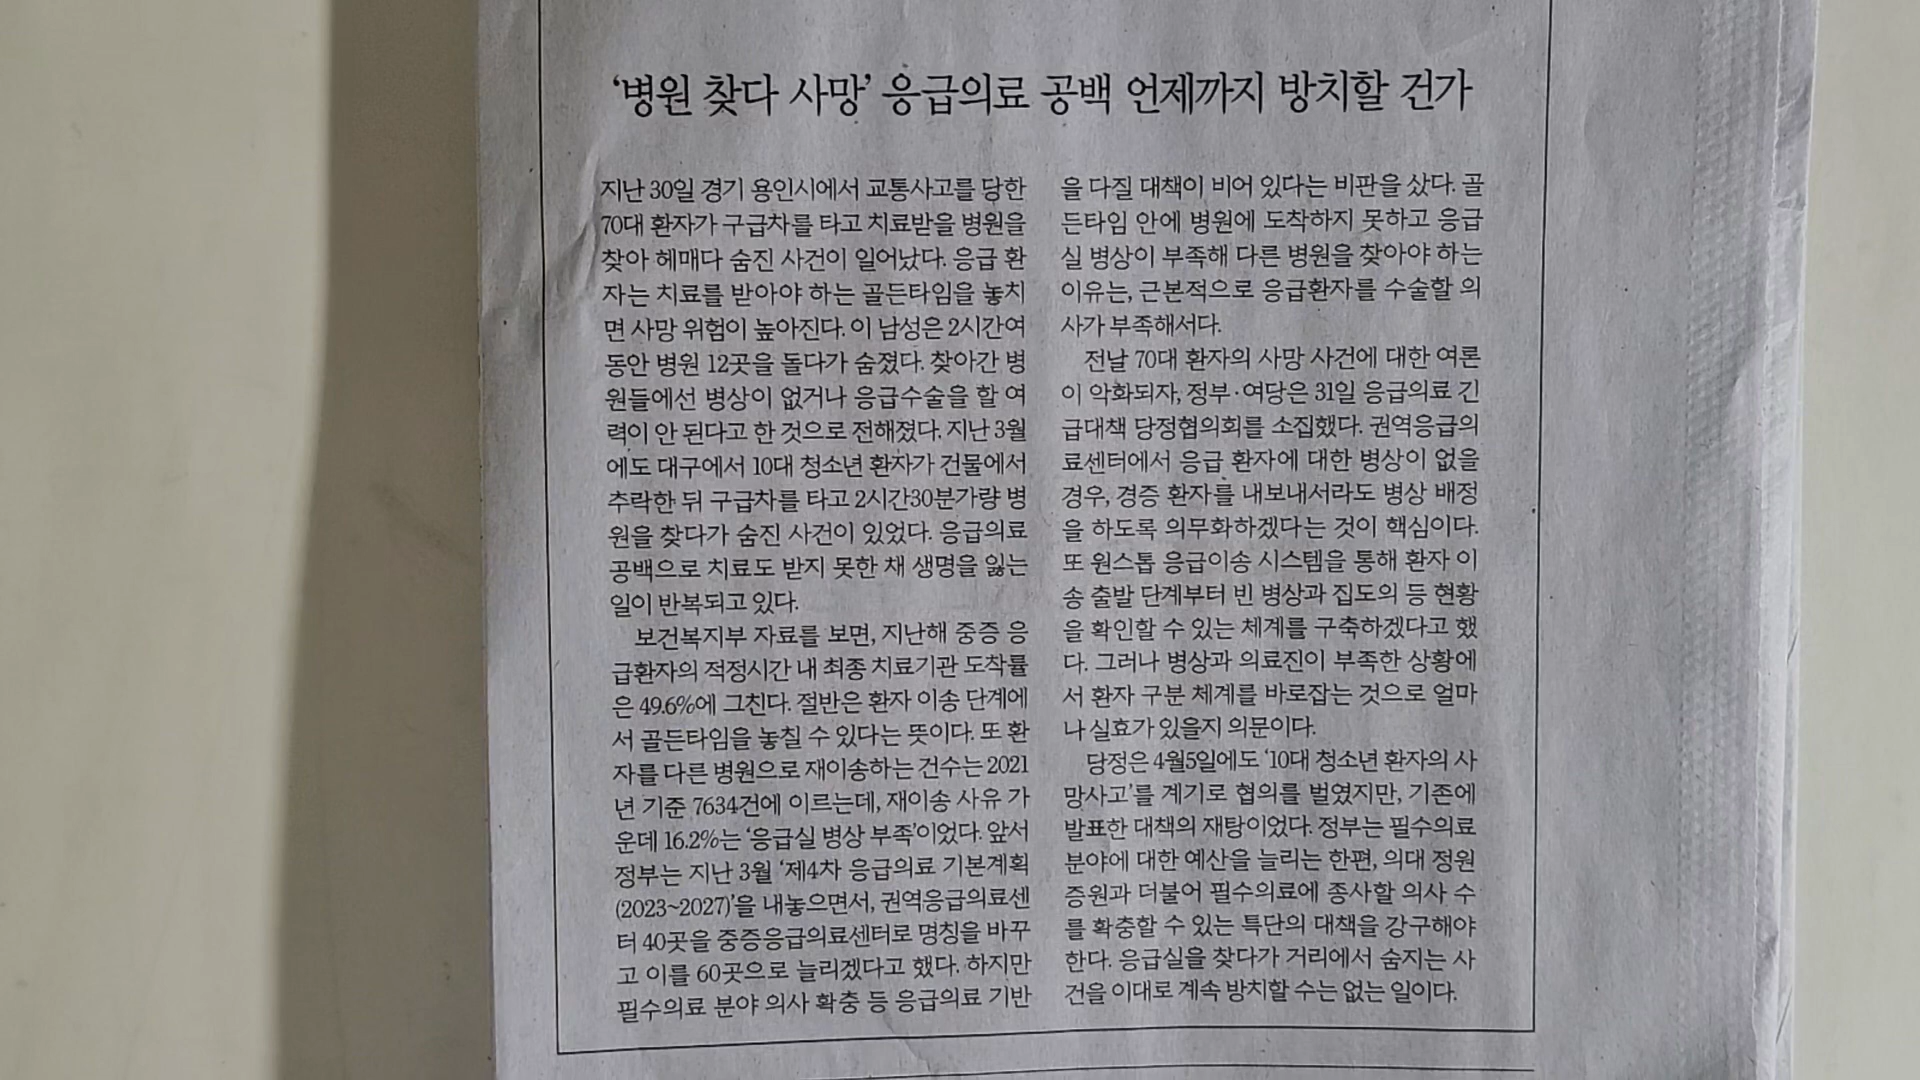 ‘병원 찾다 사망’ 응급의료 공백 언제까지 방치할 건가
지난 30일 경기 용인시에서 교통사고를 당한
70대 환자가 구급차를 타고 치료받을 병원을
찾아 헤매다 숨진 사건이 일어났다. 응급 환
자는 치료를 받아야 하는 골든타임을 놓치
면 사망 위험이 높아진다. 이 남성은 2시간여
동안 병원 12곳을 돌다가 숨졌다. 찾아간 병
원들에선 병상이 없거나 응급수술을 할 여
력이 안 된다고 한 것으로 전해졌다. 지난 3월
에도 대구에서 10대 청소년 환자가 건물에서
추락한 뒤 구급차를 타고 2시간30분가량 병
원을 찾다가 숨진 사건이 있었다. 응급의료
공백으로 치료도 받지 못한 채 생명을 잃는
일이 반복되고 있다.
보건복지부 자료를 보면, 지난해 중증 응
급환자의 적정시간 내 최종 치료기관 도착률
은 49.6%에 그친다. 절반은 환자 이송 단계에
서 골든타임을 놓칠 수 있다는 뜻이다. 또 환
자를 다른 병원으로 재이송하는 건수는 2021
년 기준 7634건에 이르는데, 재이송 사유 가
운데 16.2%는 ‘응급실 병상 부족’이었다. 앞서
정부는 지난 3월 ‘제4차 응급의료 기본계획
(2023~2027)’을 내놓으면서, 권역응급의료센
터 40곳을 중증응급의료센터로 명칭을 바꾸
고 이를 60곳으로 늘리겠다고 했다. 하지만
필수의료 분야 의사 확충 등 응급의료 기반
을 다질 대책이 비어 있다는 비판을 샀다. 골
든타임 안에 병원에 도착하지 못하고 응급
실 병상이 부족해 다른 병원을 찾아야 하는
이유는, 근본적으로 응급환자를 수술할 의
사가 부족해서다.
전날 70대 환자의 사망 사건에 대한 여론
이 악화되자, 정부·여당은 31일 응급의료 긴
급대책 당정협의회를 소집했다. 권역응급의
료센터에서 응급 환자에 대한 병상이 없을
경우, 경증 환자를 내보내서라도 병상 배정
을 하도록 의무화하겠다는 것이 핵심이다.
또 원스톱 응급이송 시스템을 통해 환자 이
송 출발 단계부터 빈 병상과 집도의 등 현황
을 확인할 수 있는 체계를 구축하겠다고 했
다. 그러나 병상과 의료진이 부족한 상황에
서 환자 구분 체계를 바로잡는 것으로 얼마
나 실효가 있을지 의문이다.
당정은 4월5일에도 ‘10대 청소년 환자의 사
망사고’를 계기로 협의를 벌였지만, 기존에
발표한 대책의 재탕이었다. 정부는 필수의료
분야에 대한 예산을 늘리는 한편, 의대 정원
증원과 더불어 필수의료에 종사할 의사 수
를 확충할 수 있는 특단의 대책을 강구해야
한다. 응급실을 찾다가 거리에서 숨지는 사
건을 이대로 계속 방치할 수는 없는 일이다.